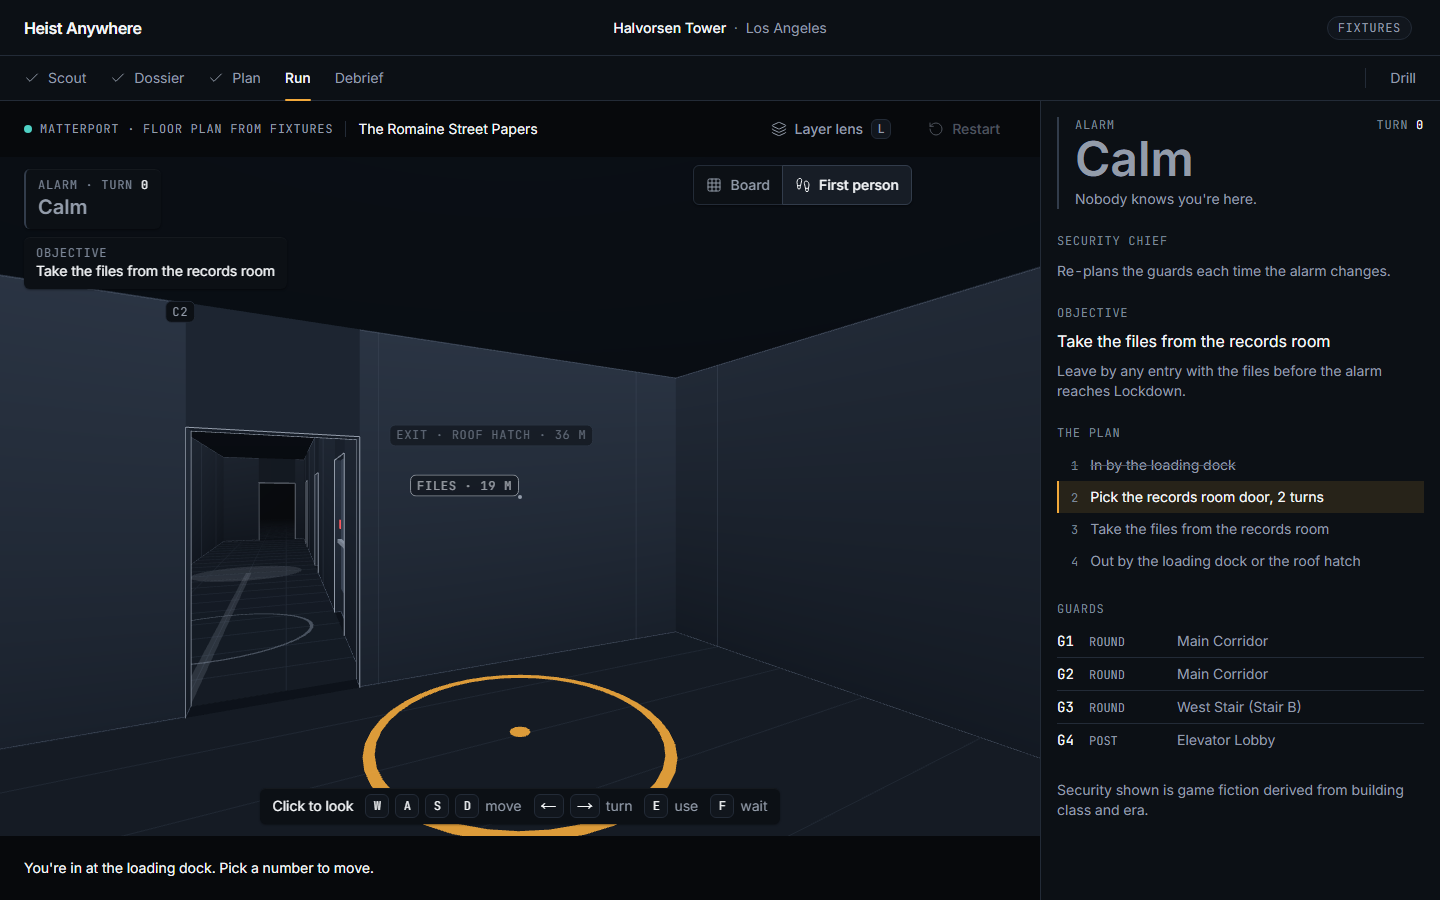 Heist Anywhere
Halvorsen Tower · Los Angeles
FIXTURES
Scout
Dossier
Plan
Run
Debrief
Drill
MATTERPORT · FLOOR PLAN FROM FIXTURES
The Romaine Street Papers
Layer lens L
Restart
ALARM · TURN 0
Calm
OBJECTIVE
Take the files from the records room
Board
First person
C2
EXIT · ROOF HATCH · 36 M
FILES · 19 M
Click to look W A S D move ← → turn E use F wait
You're in at the loading dock. Pick a number to move.
ALARM
TURN 0
Calm
Nobody knows you're here.
SECURITY CHIEF
Re-plans the guards each time the alarm changes.
OBJECTIVE
Take the files from the records room
Leave by any entry with the files before the alarm
reaches Lockdown.
THE PLAN
1 In by the loading dock
2 Pick the records room door, 2 turns
3 Take the files from the records room
4 Out by the loading dock or the roof hatch
GUARDS
G1 ROUND Main Corridor
G2 ROUND Main Corridor
G3 ROUND West Stair (Stair B)
G4 POST Elevator Lobby
Security shown is game fiction derived from building
class and era.